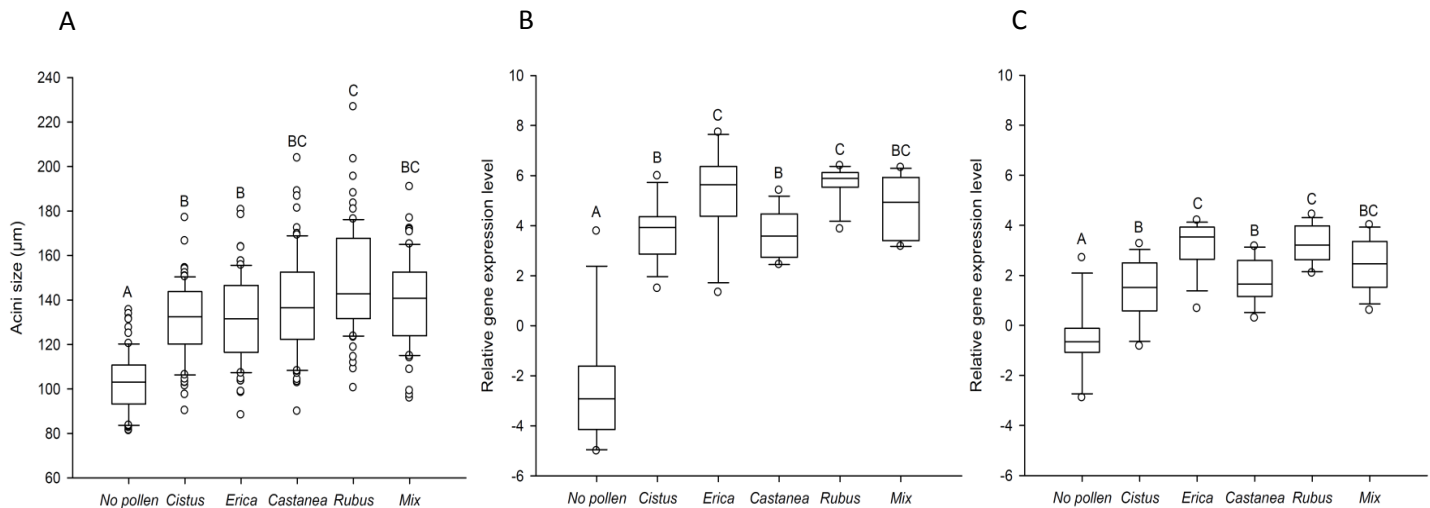 A
B
C
Acini size (μm)
240
220
200
180
160
140
120
100
80
60
A
B
B
BC
C
BC
No pollen Cistus Erica Castanea Rubus Mix
Relative gene expression level
10
8
6
4
2
0
-2
-4
-6
A
B
C
B
C
BC
No pollen Cistus Erica Castanea Rubus Mix
Relative gene expression level
10
8
6
4
2
0
-2
-4
-6
A
B
C
B
C
BC
No pollen Cistus Erica Castanea Rubus Mix